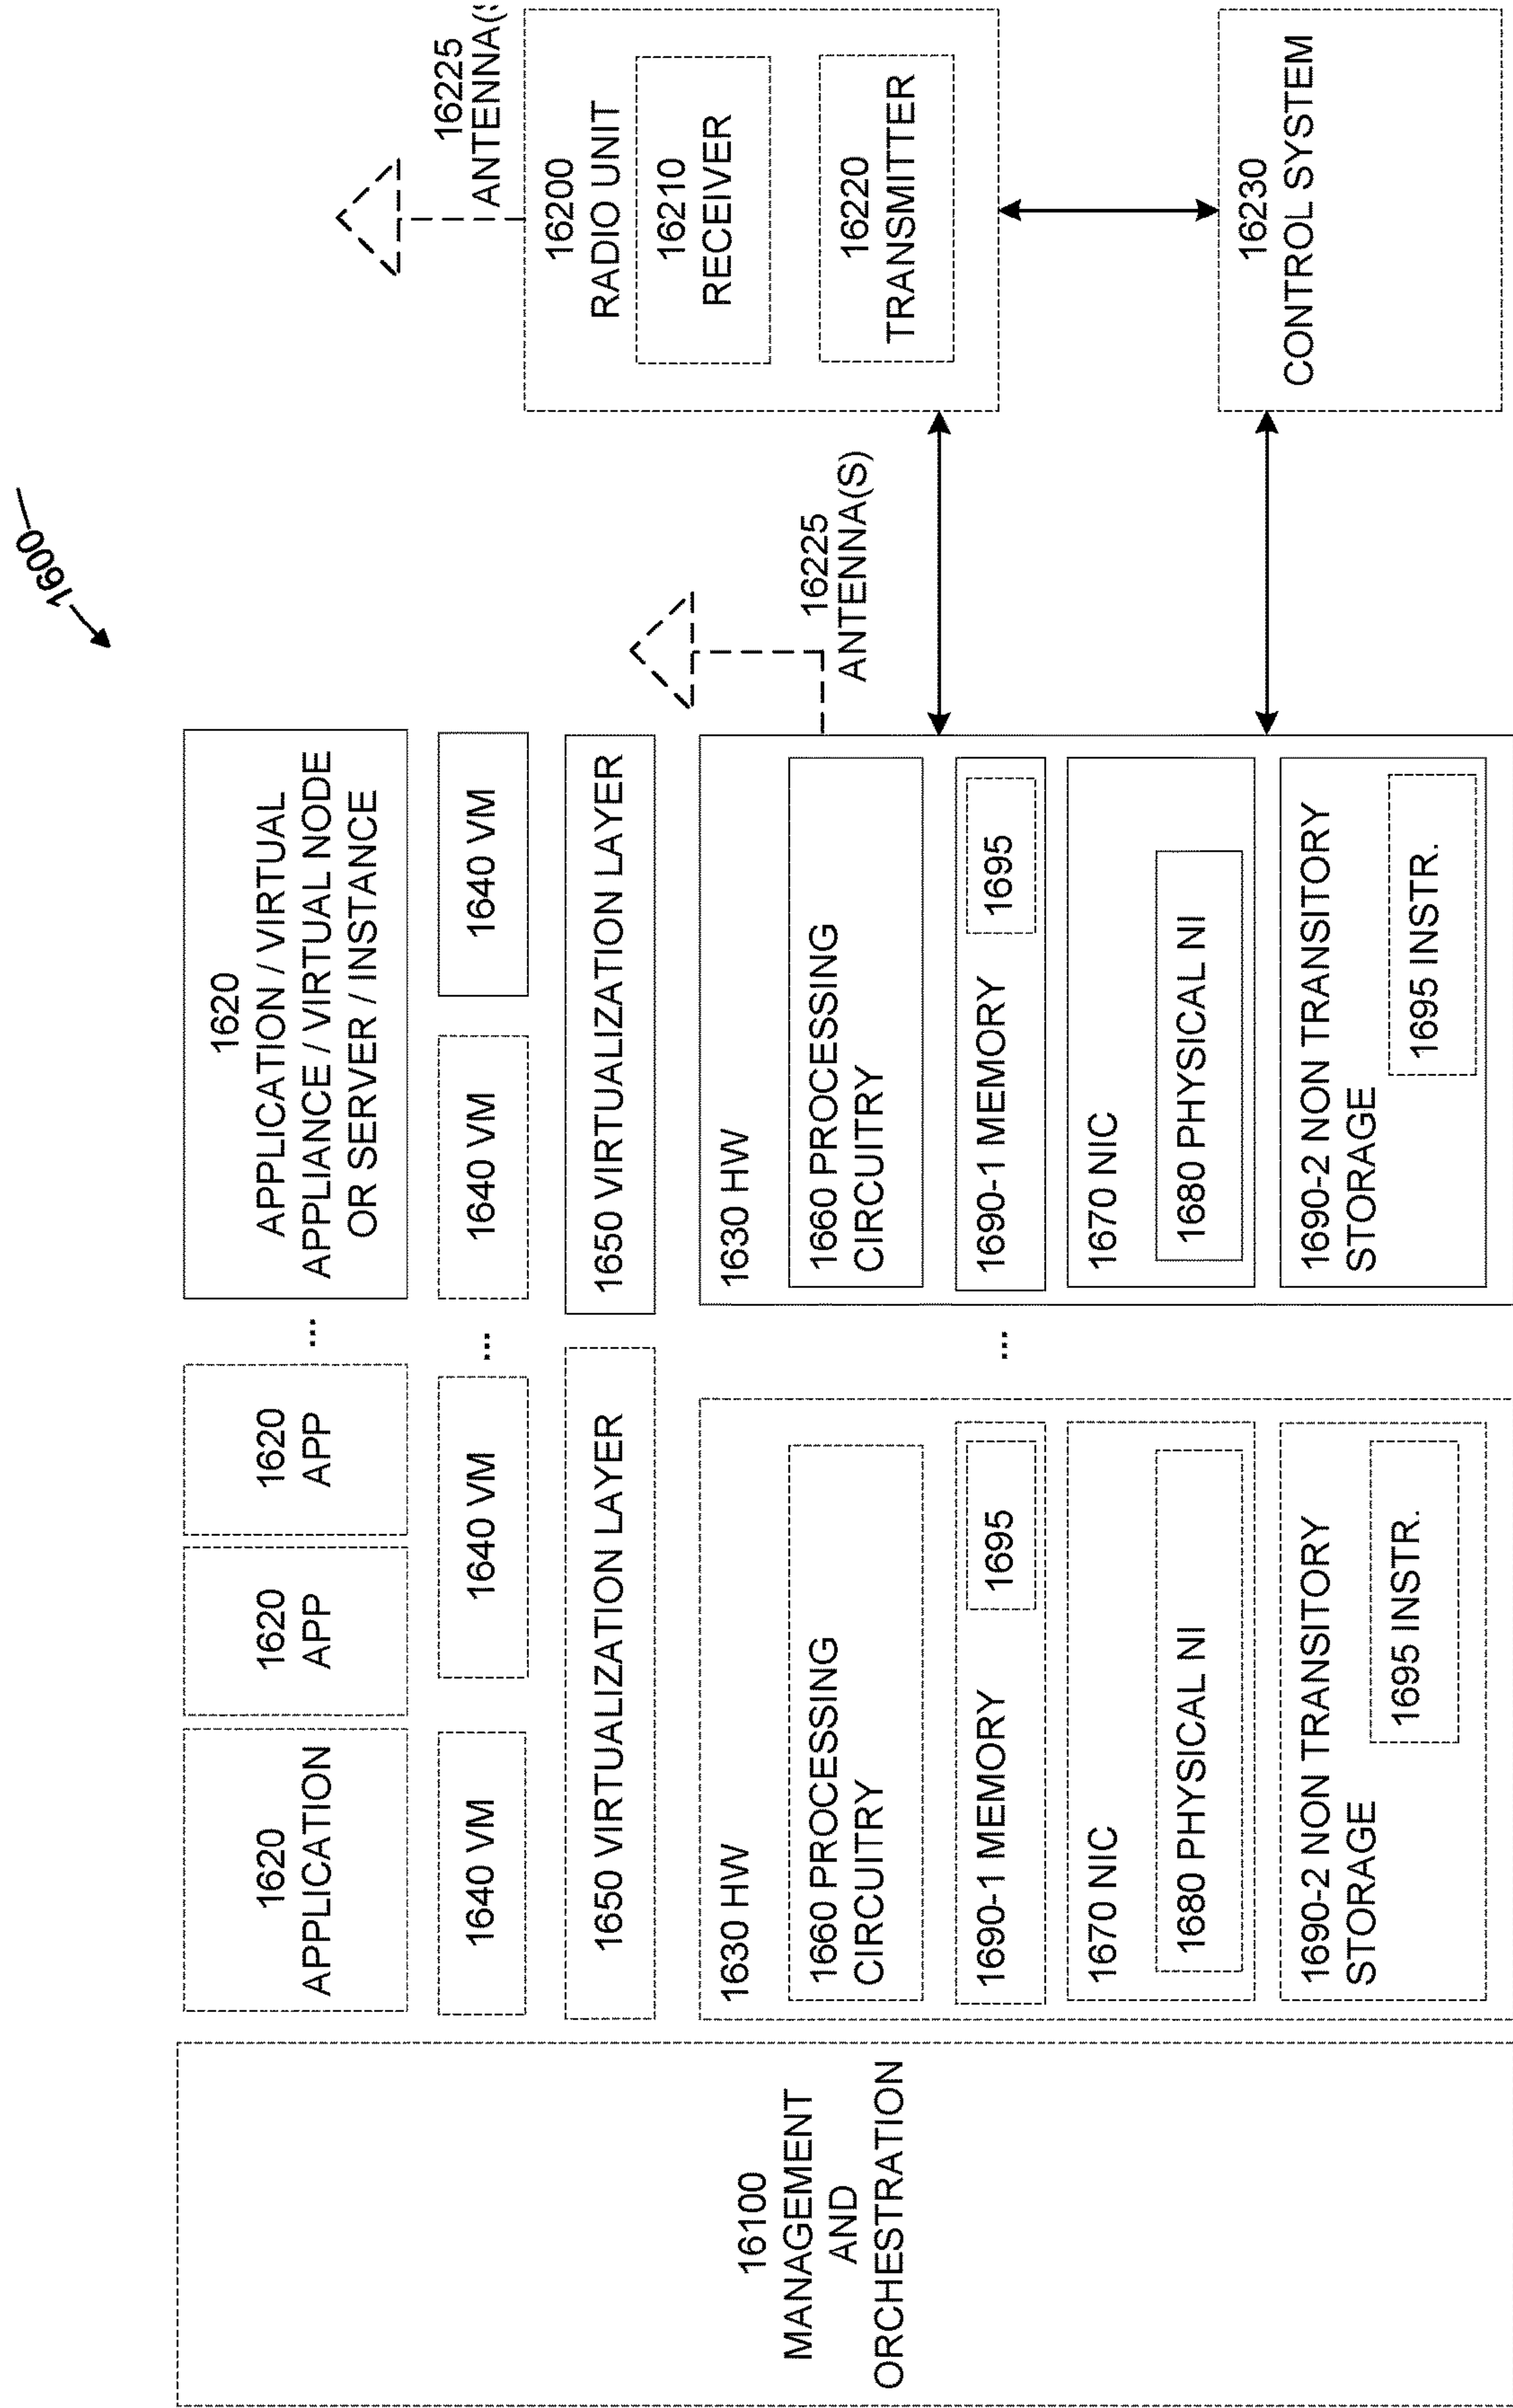 1600
16100
MANAGEMENT
AND
ORCHESTRATION
1620
APPLICATION
1620
APP
1620
APP
...
1620
APPLICATION / VIRTUAL
APPLIANCE / VIRTUAL NODE
OR SERVER / INSTANCE
1640 VM
1640 VM
...
1640 VM
1640 VM
1650 VIRTUALIZATION LAYER
1650 VIRTUALIZATION LAYER
1630 HW
1660 PROCESSING
CIRCUITRY
1690-1 MEMORY
1695
1670 NIC
1680 PHYSICAL NI
1690-2 NON TRANSITORY
STORAGE
1695 INSTR.
...
1630 HW
1660 PROCESSING
CIRCUITRY
1690-1 MEMORY
1695
1670 NIC
1680 PHYSICAL NI
1690-2 NON TRANSITORY
STORAGE
1695 INSTR.
16225
ANTENNA(S)
16225
ANTENNA(S
16200
RADIO UNIT
16210
RECEIVER
16220
TRANSMITTER
16230
CONTROL SYSTEM